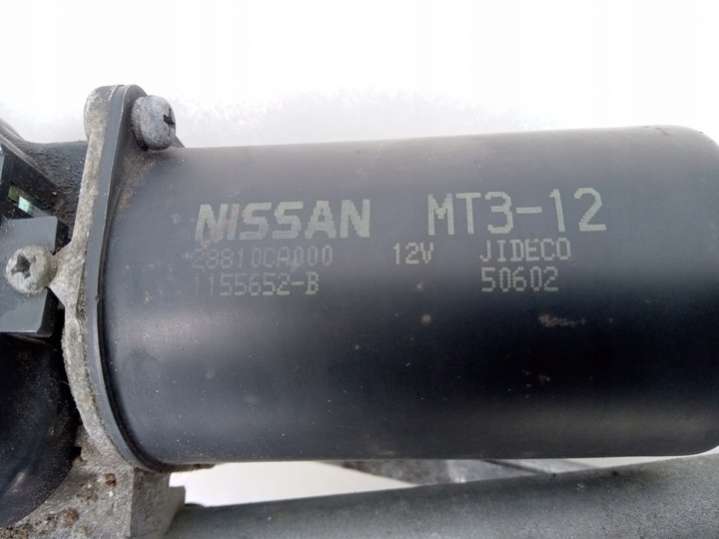 NISSAN MT3-12
28810CA000 12V JIDECO
1155652-B 50602